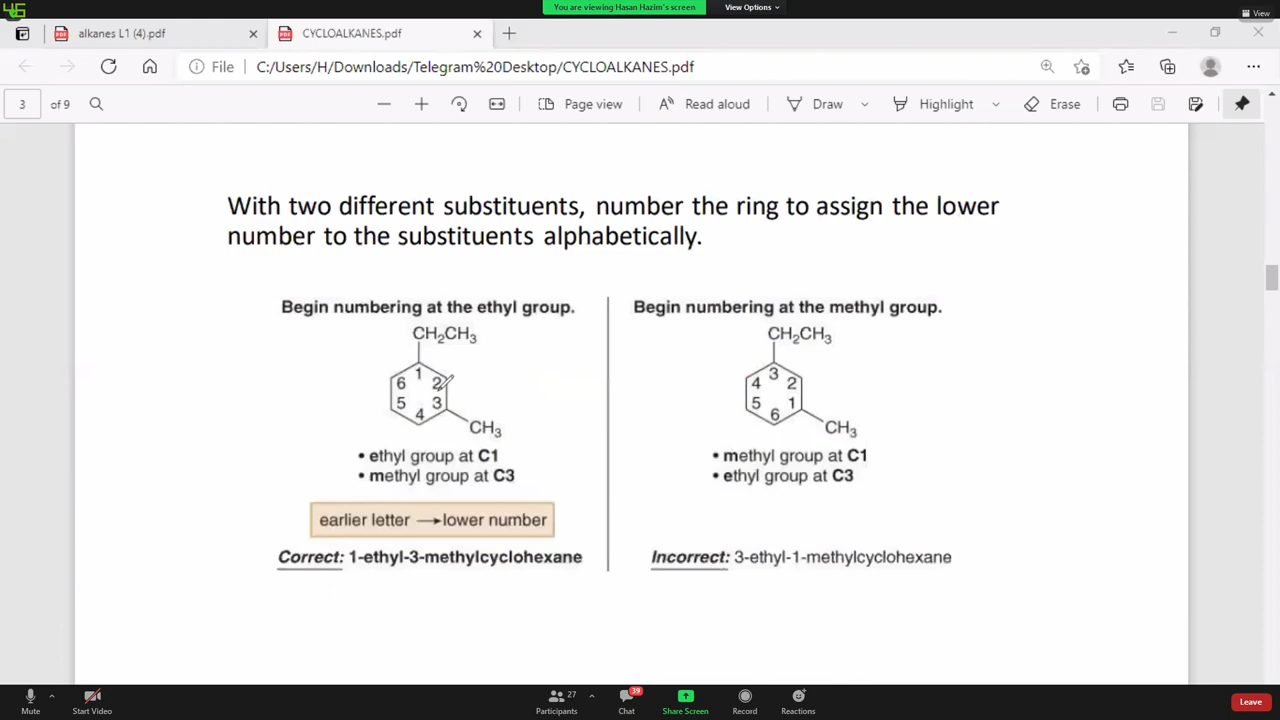 45
You are viewing Hasan Hazim's screen
View Options
View
alkanes L1 (4).pdf
CYCLOALKANES.pdf
File C:/Users/H/Downloads/Telegram%20Desktop/CYCLOALKANES.pdf
3 of 9
Page view
Read aloud
Draw
Highlight
Erase
With two different substituents, number the ring to assign the lower
number to the substituents alphabetically.
Begin numbering at the ethyl group.
CH₂CH₃
1
6 2
5 3
4
CH₃
• ethyl group at C1
• methyl group at C3
earlier letter → lower number
Correct: 1-ethyl-3-methylcyclohexane
Begin numbering at the methyl group.
CH₂CH₃
3
4 2
5 1
6
CH₃
• methyl group at C1
• ethyl group at C3
Incorrect: 3-ethyl-1-methylcyclohexane
Mute
Start Video
27
Participants
39
Chat
Share Screen
Record
Reactions
Leave